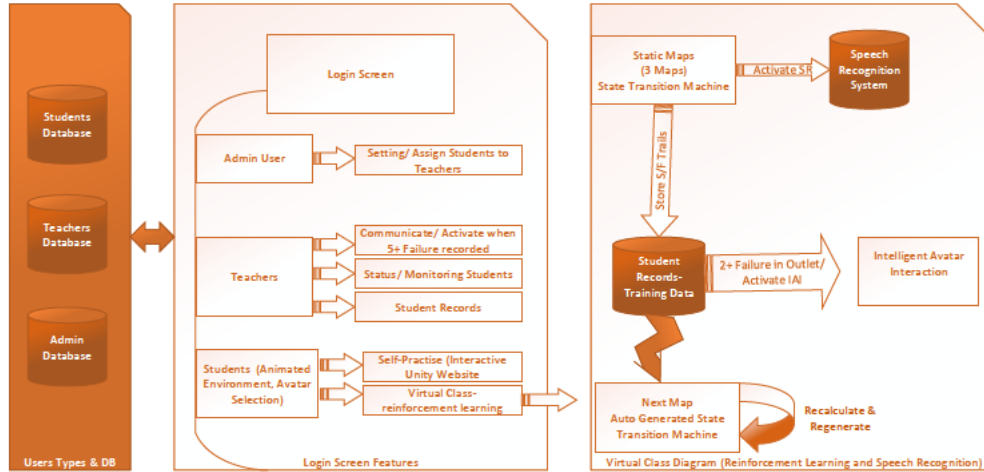 Students
Database
Teachers
Database
Admin
Database
Users Types & DB
Login Screen
Admin User
Setting/ Assign Students to
Teachers
Teachers
Communicate/ Activate when
5+ Failure recorded
Status/ Monitoring Students
Student Records
Students (Animated
Environment, Avatar
Selection)
Self-Practise (Interactive
Unity Website
Virtual Class-
reinforcement learning
Login Screen Features
Static Maps
(3 Maps)
State Transition Machine
Activate SR
Speech
Recognition
System
Store S/F Trails
Student
Records-
Training Data
2+ Failure in Outlet/
Activate IAI
Intelligent Avatar
Interaction
Next Map
Auto Generated State
Transition Machine
Recalculate &
Regenerate
Virtual Class Diagram (Reinforcement Learning and Speech Recognition)